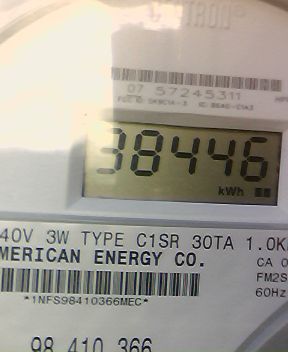 TRON®
07 57245311
38446
kWh
40V 3W TYPE C1SR 30TA 1.0K
MERICAN ENERGY CO.
CA 0
FM2S
60Hz
*1NFS98410366MEC*
98 410 366